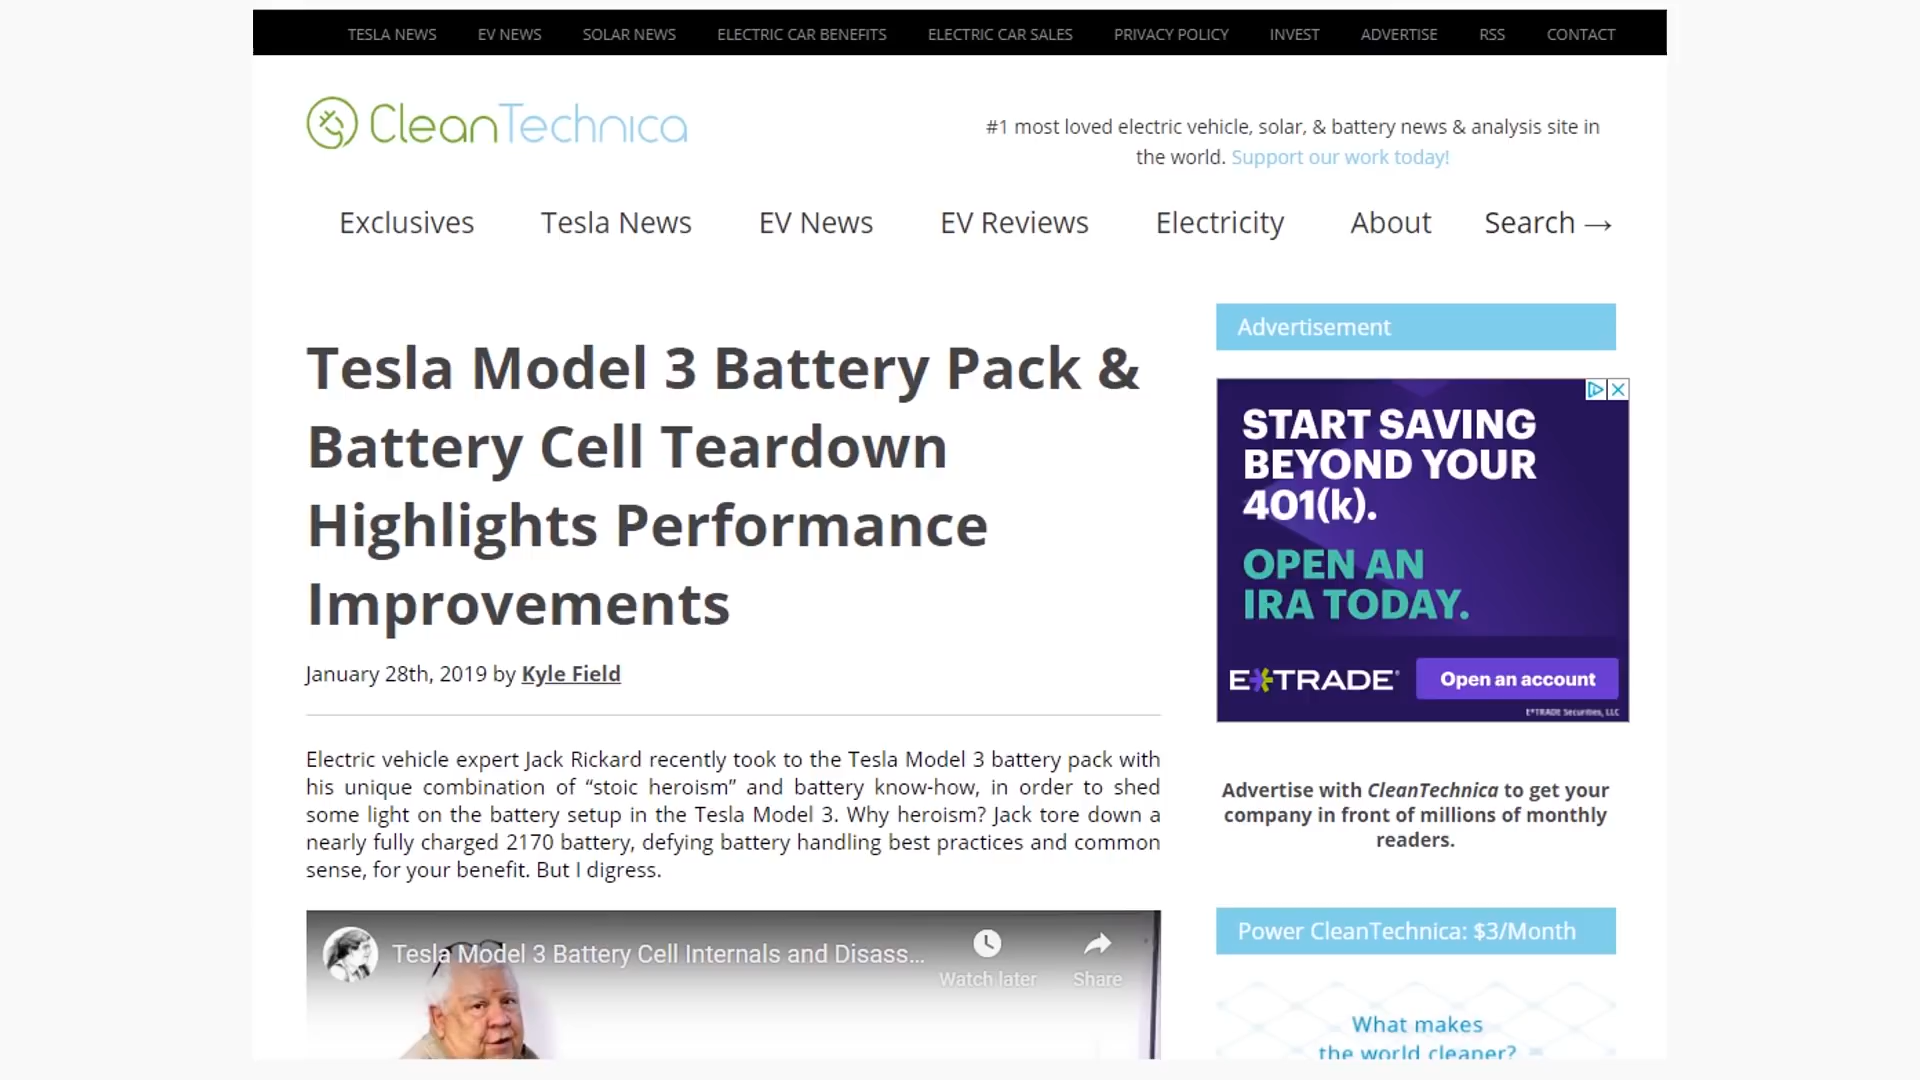 TESLA NEWS EV NEWS SOLAR NEWS ELECTRIC CAR BENEFITS ELECTRIC CAR SALES PRIVACY POLICY INVEST ADVERTISE RSS CONTACT
CleanTechnica
#1 most loved electric vehicle, solar, & battery news & analysis site in
the world. Support our work today!
Exclusives Tesla News EV News EV Reviews Electricity About Search →
Tesla Model 3 Battery Pack &
Battery Cell Teardown
Highlights Performance
Improvements
January 28th, 2019 by Kyle Field
Electric vehicle expert Jack Rickard recently took to the Tesla Model 3 battery pack with
his unique combination of “stoic heroism” and battery know-how, in order to shed
some light on the battery setup in the Tesla Model 3. Why heroism? Jack tore down a
nearly fully charged 2170 battery, defying battery handling best practices and common
sense, for your benefit. But I digress.
Tesla Model 3 Battery Cell Internals and Disass...
Watch later
Share
Advertisement
START SAVING
BEYOND YOUR
401(k).
OPEN AN
IRA TODAY.
E*TRADE
Open an account
E*TRADE Securities, LLC
Advertise with CleanTechnica to get your
company in front of millions of monthly
readers.
Power CleanTechnica: $3/Month
What makes
the world cleaner?